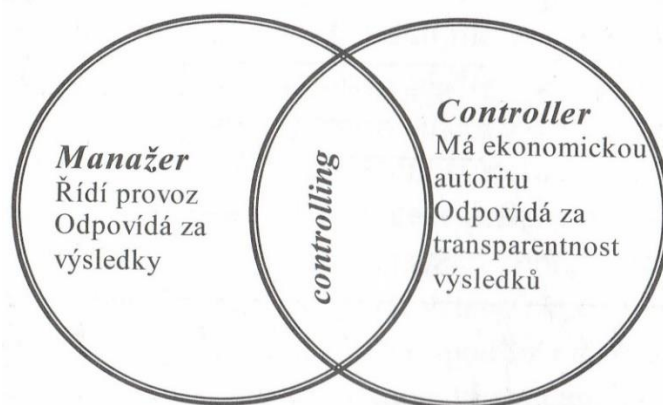 Manažer
Řídí provoz
Odpovídá za
výsledky
controlling
Controller
Má ekonomickou
autoritu
Odpovídá za
transparentnost
výsledků